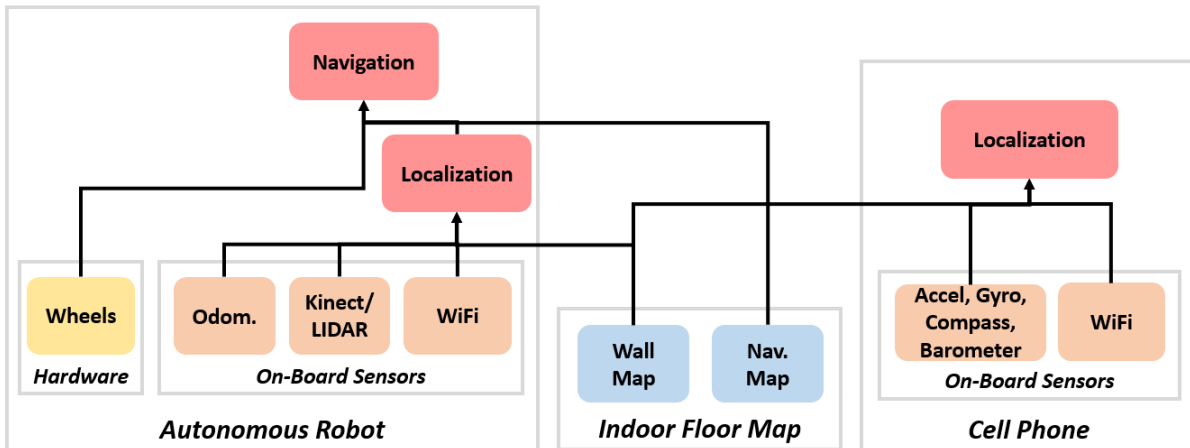 Navigation
Localization
Wheels
Hardware
Odom.
Kinect/
LIDAR
WiFi
On-Board Sensors
Autonomous Robot
Wall
Map
Nav.
Map
Indoor Floor Map
Localization
Accel, Gyro,
Compass,
Barometer
WiFi
On-Board Sensors
Cell Phone